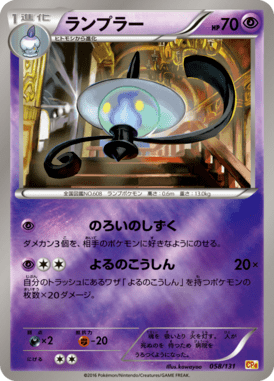 1進化
ランプラー
HP70
ヒトモシから進化
全国図鑑NO.608 ランプポケモン 高さ:0.6m 重さ:13.0kg
のろいのしずく
ダメカン3個を、相手のポケモンに好きなようにのせる。
よるのこうしん 20×
自分のトラッシュにあるワザ「よるのこうしん」を持つポケモンの
枚数×20ダメージ。
×2
-20
にげる
illus.kawayoo
CP4
058/131
©2016 Pokémon/Nintendo/Creatures/GAME FREAK.